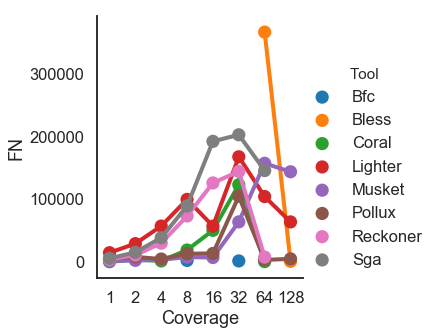 FN
300000
200000
100000
0
1 2 4 8 16 32 64 128
Coverage
Tool
Bfc
Bless
Coral
Lighter
Musket
Pollux
Reckoner
Sga